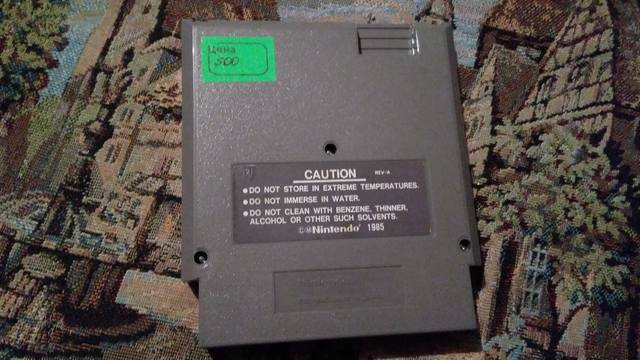 Цена
500
CAUTION REV-A
● DO NOT STORE IN EXTREME TEMPERATURES.
● DO NOT IMMERSE IN WATER.
● DO NOT CLEAN WITH BENZENE, THINNER,
ALCOHOL OR OTHER SUCH SOLVENTS.
©Ⓜ Nintendo® 1985